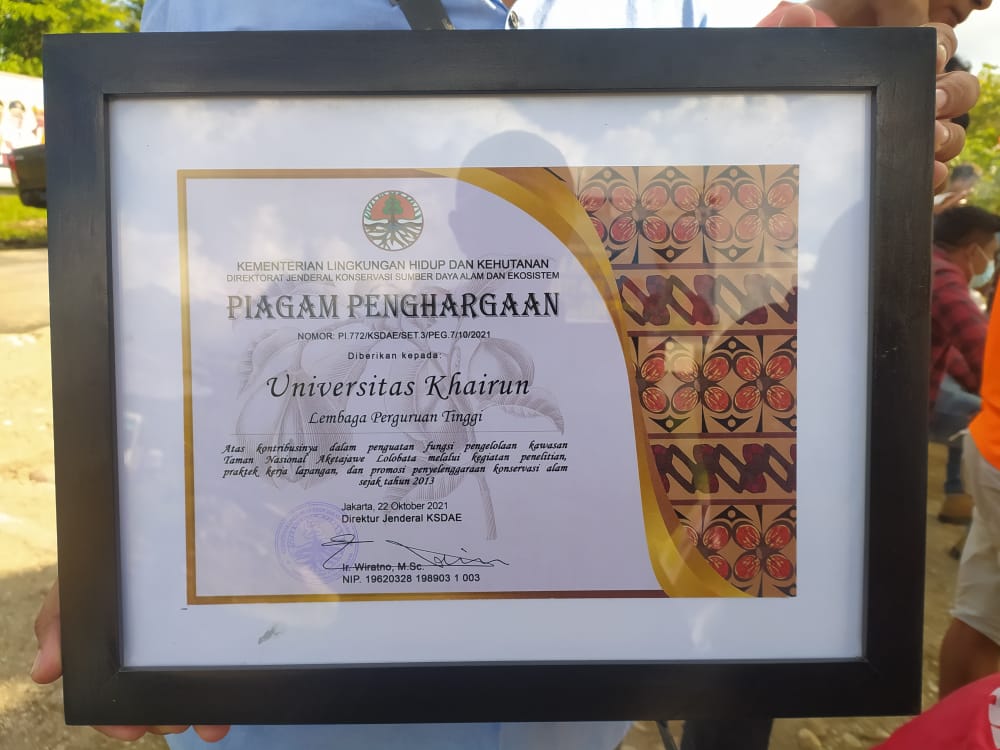 KEMENTERIAN LINGKUNGAN HIDUP DAN KEHUTANAN
DIREKTORAT JENDERAL KONSERVASI SUMBER DAYA ALAM DAN EKOSISTEM
PIAGAM PENGHARGAAN
NOMOR: PI.772/KSDAE/SET.3/PEG.7/10/2021
Diberikan kepada:
Universitas Khairun
Lembaga Perguruan Tinggi
Atas kontribusinya dalam penguatan fungsi pengelolaan kawasan
Taman Nasional Aketajawe Lolobata melalui kegiatan penelitian,
praktek kerja lapangan, dan promosi penyelenggaraan konservasi alam
sejak tahun 2013
Jakarta, 22 Oktober 2021
Direktur Jenderal KSDAE
Ir. Wiratno, M.Sc.
NIP. 19620328 198903 1 003